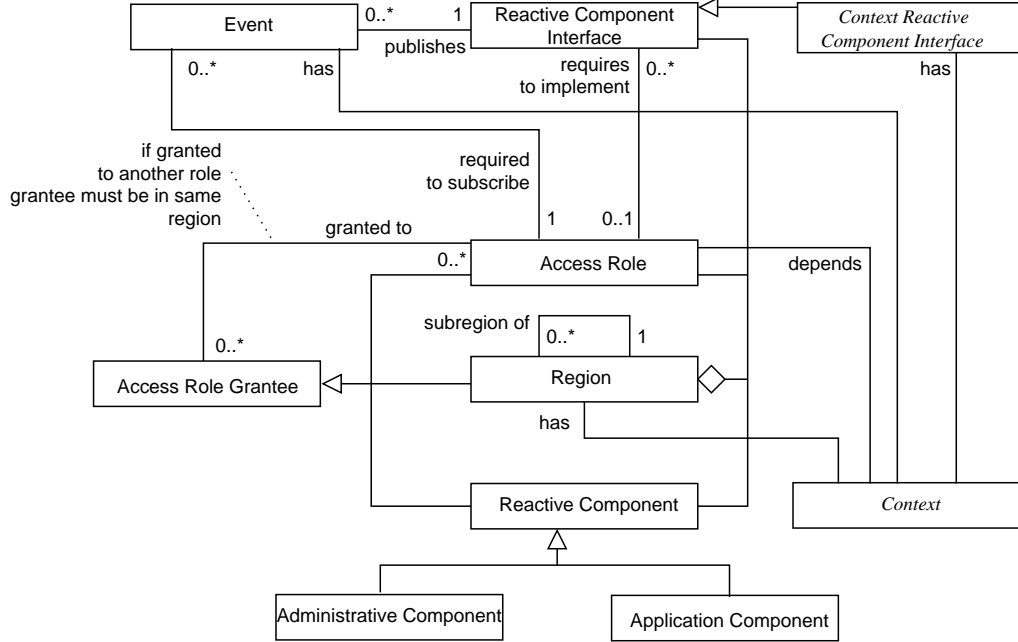 Event
0..*
1
publishes
Reactive Component
Interface
Context Reactive
Component Interface
0..*
has
requires
to implement
0..*
has
if granted
to another role
grantee must be in same
region
required
to subscribe
1
0..1
granted to
0..*
Access Role
depends
subregion of
0..*
1
0..*
Access Role Grantee
Region
has
Reactive Component
Context
Administrative Component
Application Component